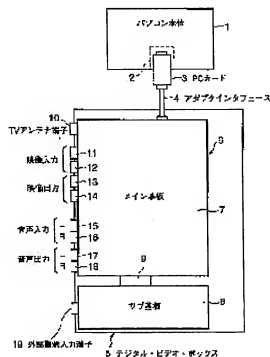 パソコン本体
1
2
3 PCカード
4 アダプタインタフェース
10
TVアンテナ端子
6
映像入力
11
12
映像出力
13
14
メイン基板
7
音声入力
15
16
音声出力
17
18
9
サブ基板
8
19 外部電源入力端子
5 デジタル・ビデオ・ボックス